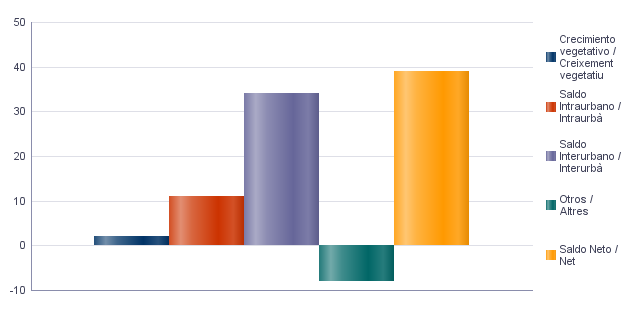 50
40
30
20
10
0
-10
Crecimiento
vegetativo /
Creixement
vegetatiu
Saldo
Intraurbano /
Intraurbà
Saldo
Interurbano /
Interurbà
Otros /
Altres
Saldo Neto /
Net